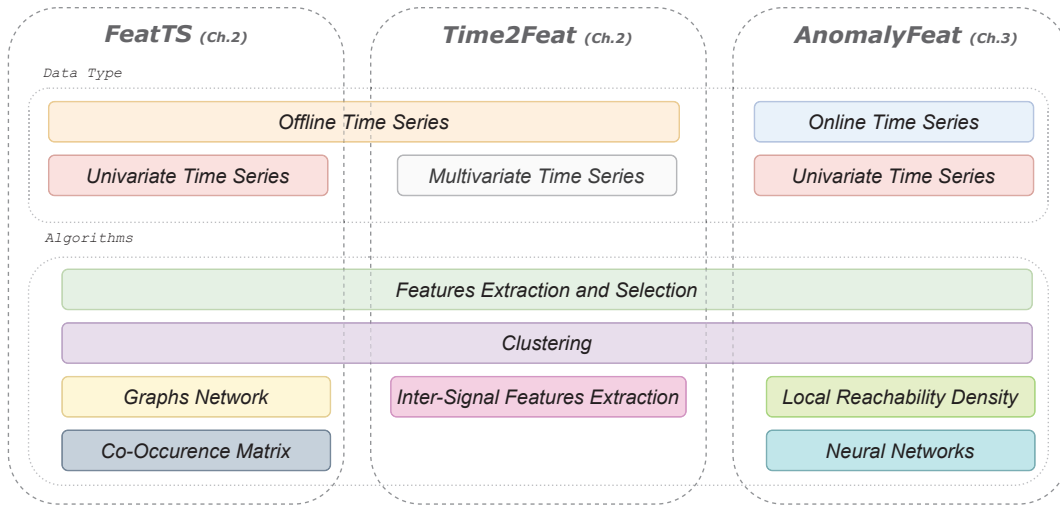 FeatTS (Ch.2)
Time2Feat (Ch.2)
AnomalyFeat (Ch.3)
Data Type
Offline Time Series
Online Time Series
Univariate Time Series
Multivariate Time Series
Univariate Time Series
Algorithms
Features Extraction and Selection
Clustering
Graphs Network
Inter-Signal Features Extraction
Local Reachability Density
Co-Occurence Matrix
Neural Networks